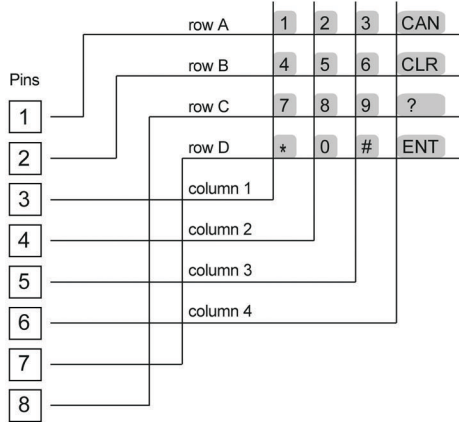 row A 1 2 3 CAN
row B 4 5 6 CLR
Pins
row C 7 8 9 ?
1
row D * 0 # ENT
2
column 1
3
column 2
4
column 3
5
column 4
6
7
8